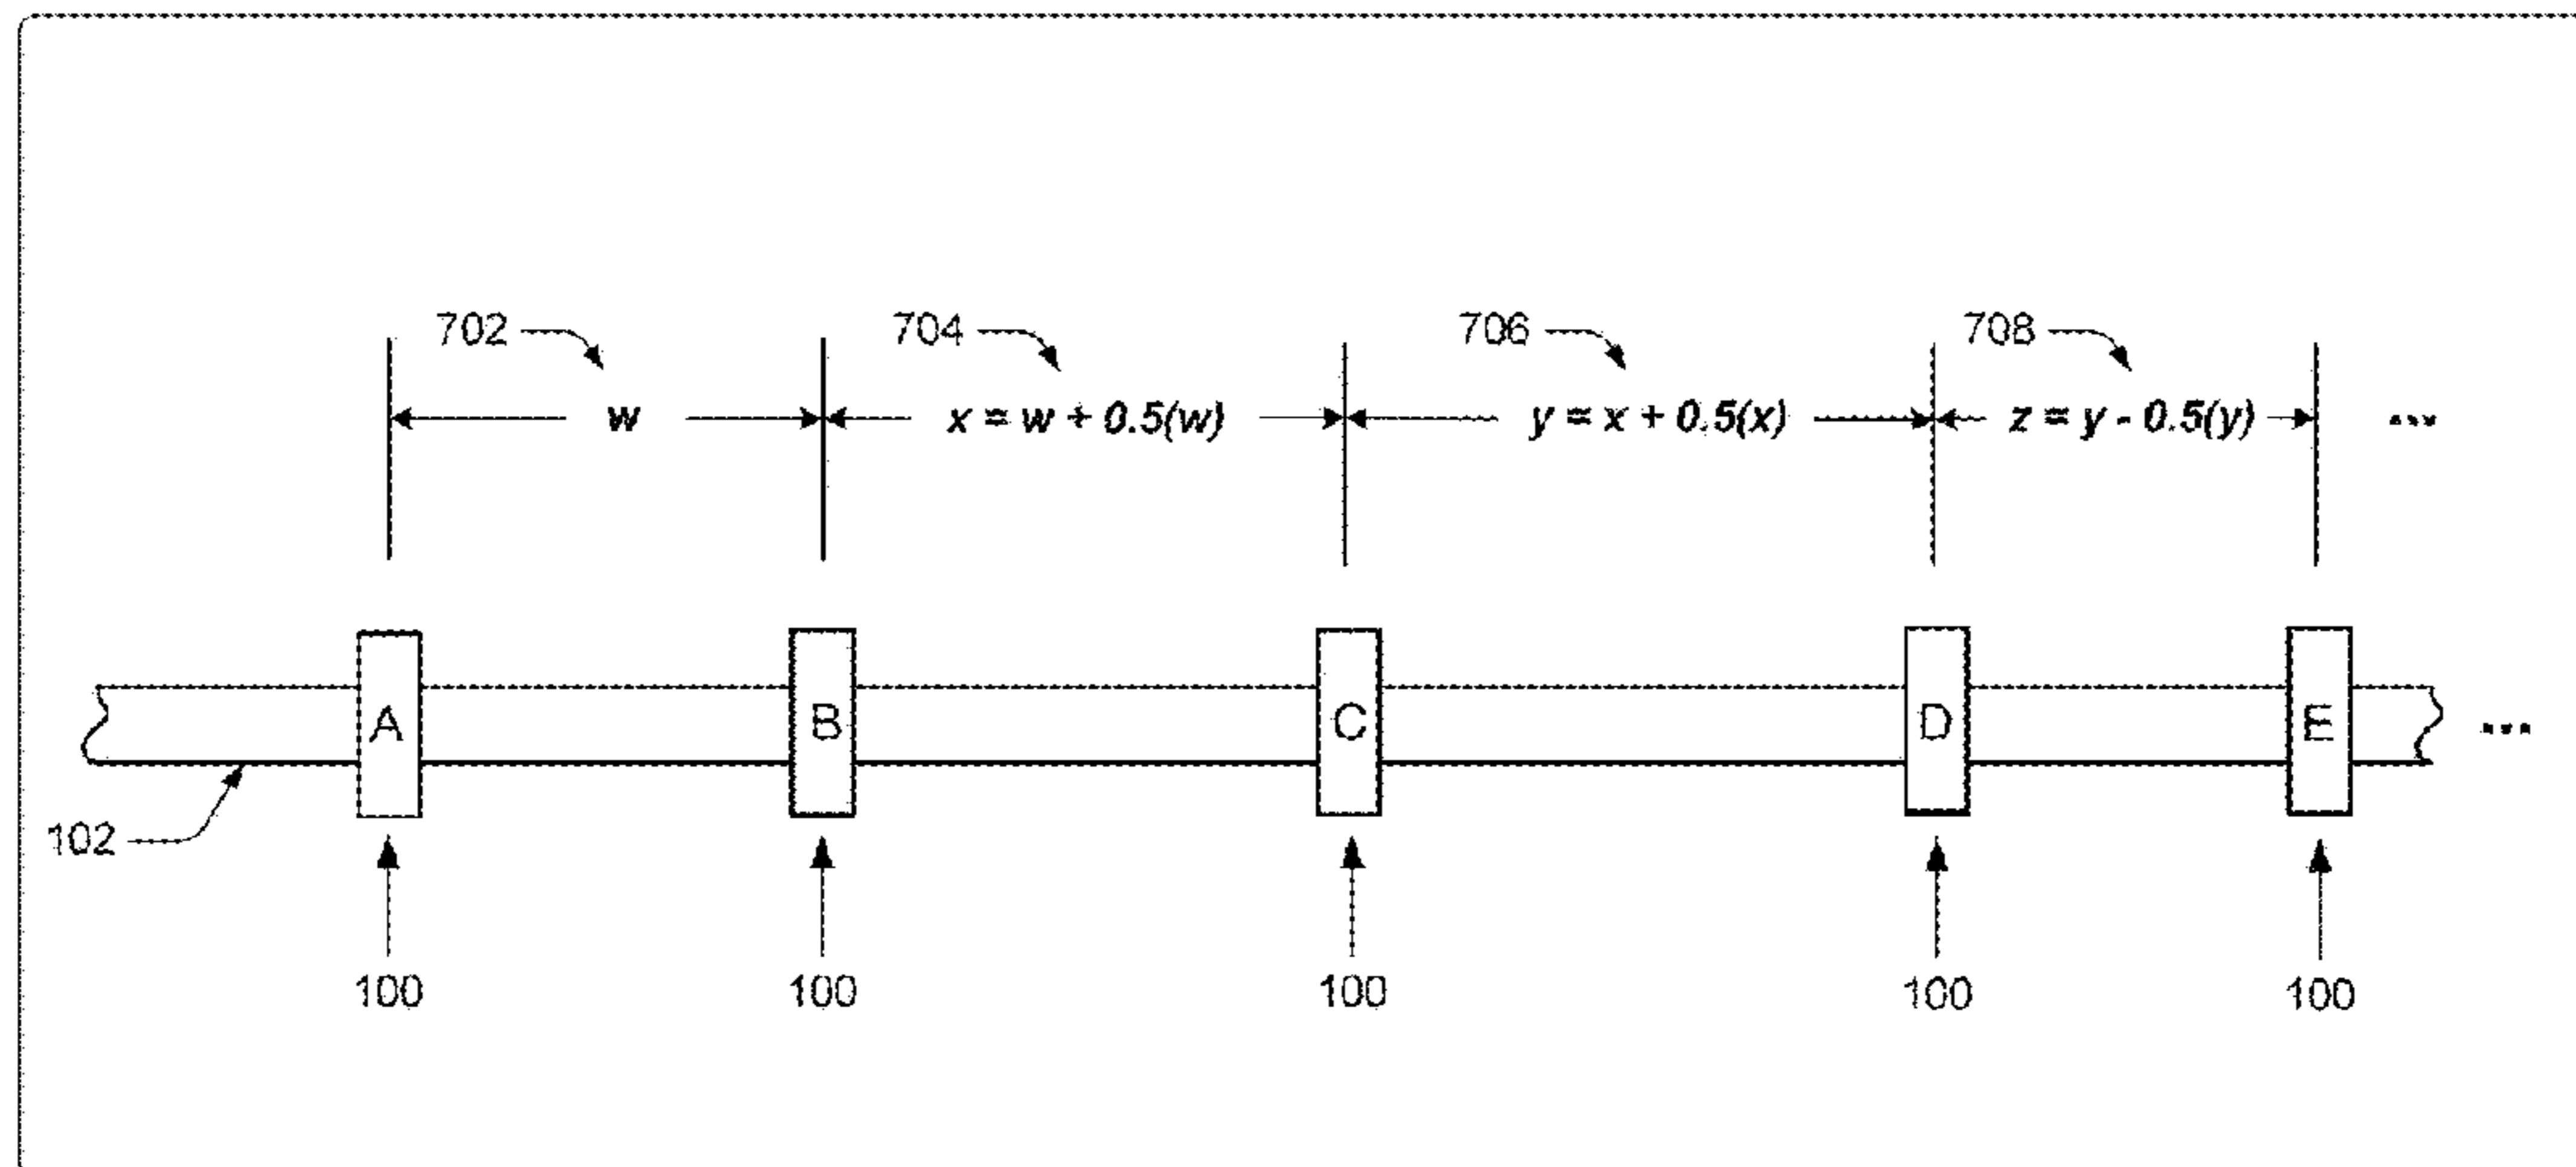 702 704 706 708
w x = w + 0.5(w) y = x + 0.5(x) z = y - 0.5(y) ...
A B C D E ...
102
100 100 100 100 100